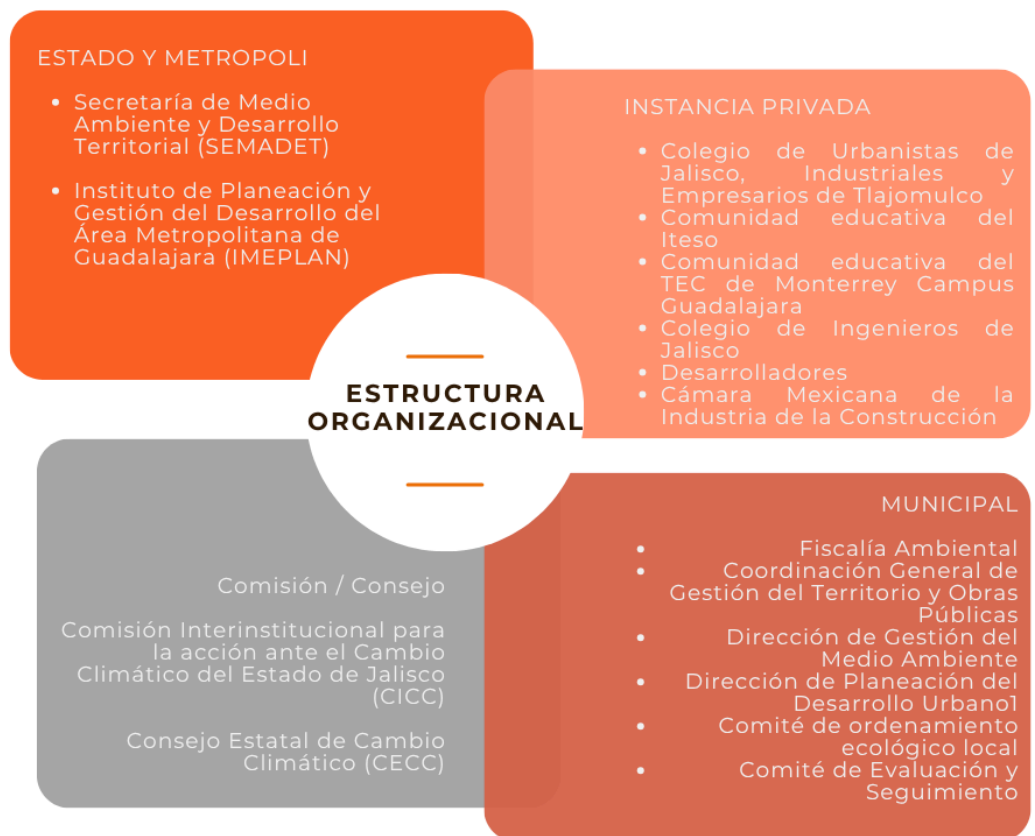 ESTADO Y METROPOLI
• Secretaría de Medio
Ambiente y Desarrollo
Territorial (SEMADET)
• Instituto de Planeación y
Gestión del Desarrollo del
Área Metropolitana de
Guadalajara (IMEPLAN)
INSTANCIA PRIVADA
• Colegio de Urbanistas de
Jalisco, Industriales y
Empresarios de Tlajomulco
• Comunidad educativa del
Iteso
• Comunidad educativa del
TEC de Monterrey Campus
Guadalajara
• Colegio de Ingenieros de
Jalisco
• Desarrolladores
• Cámara Mexicana de la
Industria de la Construcción
ESTRUCTURA
ORGANIZACIONAL
Comisión / Consejo
Comisión Interinstitucional para
la acción ante el Cambio
Climático del Estado de Jalisco
(CICC)
Consejo Estatal de Cambio
Climático (CECC)
MUNICIPAL
• Fiscalía Ambiental
• Coordinación General de
Gestión del Territorio y Obras
Públicas
• Dirección de Gestión del
Medio Ambiente
• Dirección de Planeación del
Desarrollo Urbano1
• Comité de ordenamiento
ecológico local
• Comité de Evaluación y
Seguimiento